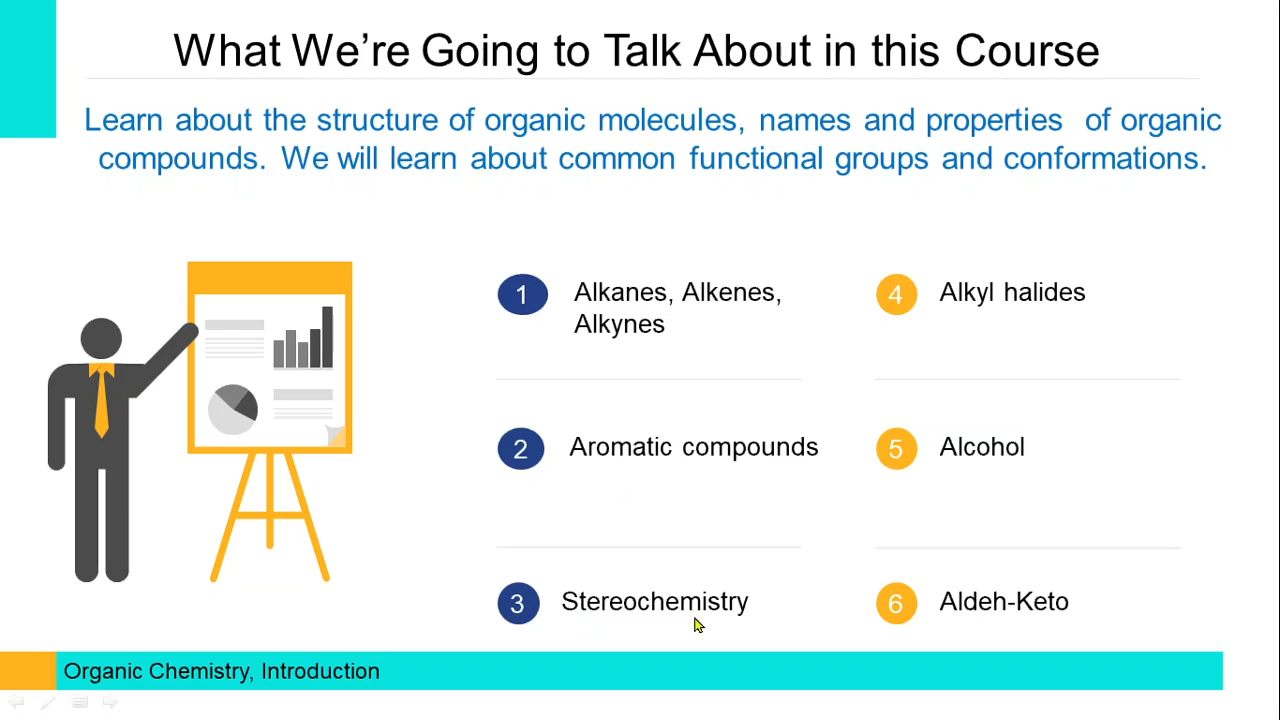 What We’re Going to Talk About in this Course
Learn about the structure of organic molecules, names and properties of organic
compounds. We will learn about common functional groups and conformations.
1 Alkanes, Alkenes,
Alkynes
2 Aromatic compounds
3 Stereochemistry
4 Alkyl halides
5 Alcohol
6 Aldeh-Keto
Organic Chemistry, Introduction